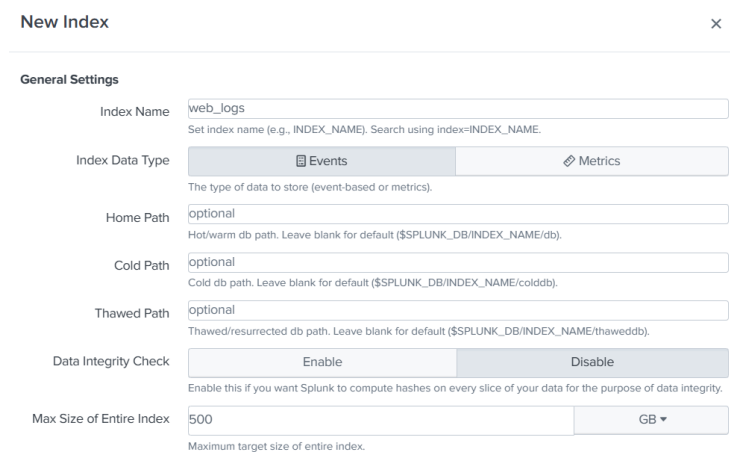 New Index
×
General Settings
Index Name web_logs
Set index name (e.g., INDEX_NAME). Search using index=INDEX_NAME.
Index Data Type Events Metrics
The type of data to store (event-based or metrics).
Home Path optional
Hot/warm db path. Leave blank for default ($SPLUNK_DB/INDEX_NAME/db).
Cold Path optional
Cold db path. Leave blank for default ($SPLUNK_DB/INDEX_NAME/colddb).
Thawed Path optional
Thawed/resurrected db path. Leave blank for default ($SPLUNK_DB/INDEX_NAME/thaweddb).
Data Integrity Check Enable Disable
Enable this if you want Splunk to compute hashes on every slice of your data for the purpose of data integrity.
Max Size of Entire Index 500 GB
Maximum target size of entire index.